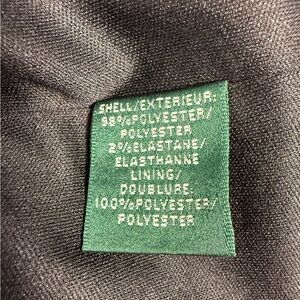 SHELL/EXTERIEUR:
98%POLYESTER/
POLYESTER
2%ELASTANE/
ELASTHANNE
LINING/
DOUBLURE:
100%POLYESTER/
POLYESTER